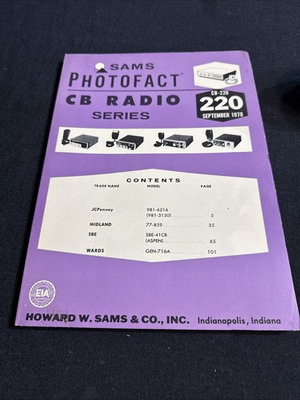 SAMS
PHOTOFACT
CB RADIO
SERIES
CB-220
220
SEPTEMBER 1978
CONTENTS
TRADE NAME MODEL PAGE
JCPenney 981-6216
(981-3130) 5
MIDLAND 77-859 35
SBE SBE-41CB
(ASPEN) 65
WARDS GEN-716A 101
EIA
HOWARD W. SAMS & CO., INC. Indianapolis, Indiana